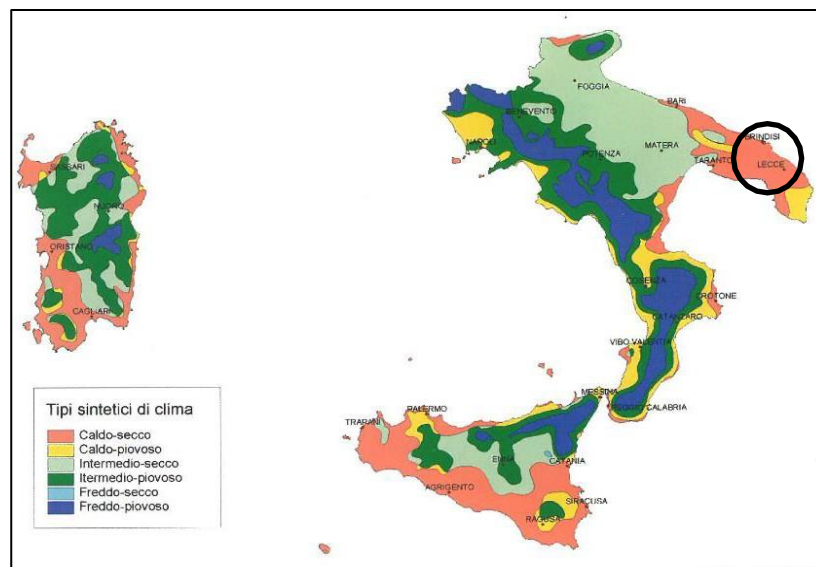 FOGGIA
BARI
BENEVENTO
BRINDISI
NAPOLI
POTENZA
MATERA
TARANTO
LECCE
SASSARI
NUORO
ORISTANO
CAGLIARI
COSENZA
CROTONE
CATANZARO
VIBO VALENTIA
MESSINA
REGGIO CALABRIA
PALERMO
TRAPANI
ENNA
CATANIA
AGRIGENTO
SIRACUSA
RAGUSA
Tipi sintetici di clima
Caldo-secco
Caldo-piovoso
Intermedio-secco
Itermedio-piovoso
Freddo-secco
Freddo-piovoso